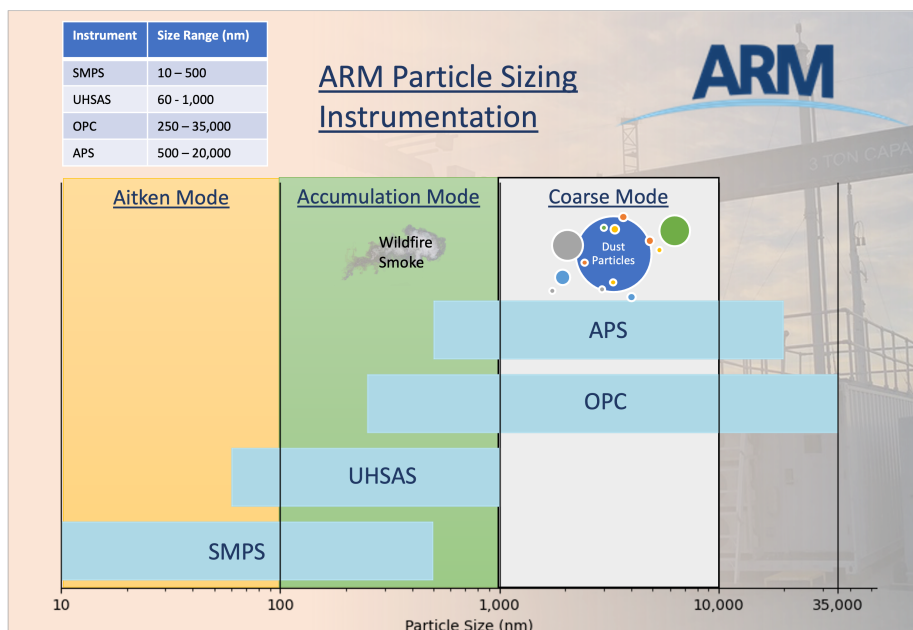 Instrument Size Range (nm)
SMPS 10 – 500
UHSAS 60 - 1,000
OPC 250 – 35,000
APS 500 – 20,000
ARM Particle Sizing
Instrumentation
ARM
3 TON CAPA
Aitken Mode Accumulation Mode Coarse Mode
Wildfire
Smoke
Dust
Particles
APS
OPC
UHSAS
SMPS
10 100 1,000 10,000 35,000
Particle Size (nm)